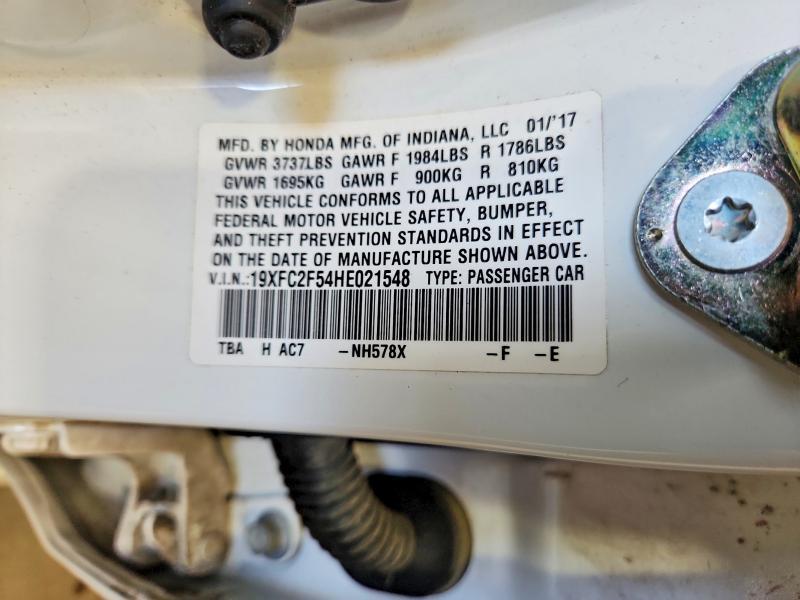 MFD. BY HONDA MFG. OF INDIANA, LLC 01/'17
GVWR 3737LBS GAWR F 1984LBS R 1786LBS
GVWR 1695KG GAWR F 900KG R 810KG
THIS VEHICLE CONFORMS TO ALL APPLICABLE
FEDERAL MOTOR VEHICLE SAFETY, BUMPER,
AND THEFT PREVENTION STANDARDS IN EFFECT
ON THE DATE OF MANUFACTURE SHOWN ABOVE.
V.I.N.:19XFC2F54HE021548 TYPE: PASSENGER CAR
TBA H AC7 -NH578X -F -E